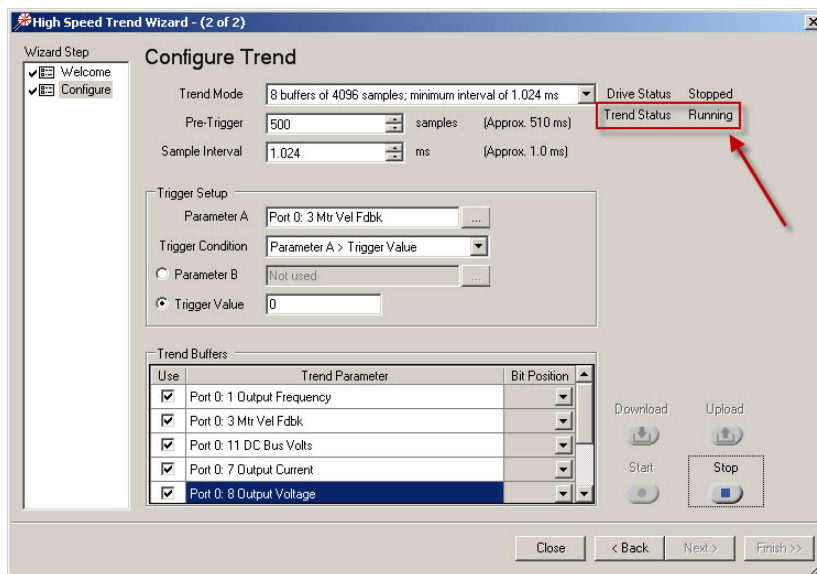 High Speed Trend Wizard - (2 of 2)
Wizard Step
Welcome
Configure
Configure Trend
Trend Mode 8 buffers of 4096 samples; minimum interval of 1.024 ms Drive Status Stopped
Pre-Trigger 500 samples (Approx. 510 ms) Trend Status Running
Sample Interval 1.024 ms (Approx. 1.0 ms)
Trigger Setup
Parameter A Port 0: 3 Mtr Vel Fdbk ...
Trigger Condition Parameter A > Trigger Value
Parameter B Not used ...
Trigger Value 0
Trend Buffers
Use Trend Parameter Bit Position
Port 0: 1 Output Frequency
Port 0: 3 Mtr Vel Fdbk
Port 0: 11 DC Bus Volts
Port 0: 7 Output Current
Port 0: 8 Output Voltage
Download Upload
Start Stop
Close < Back Next > Finish >>